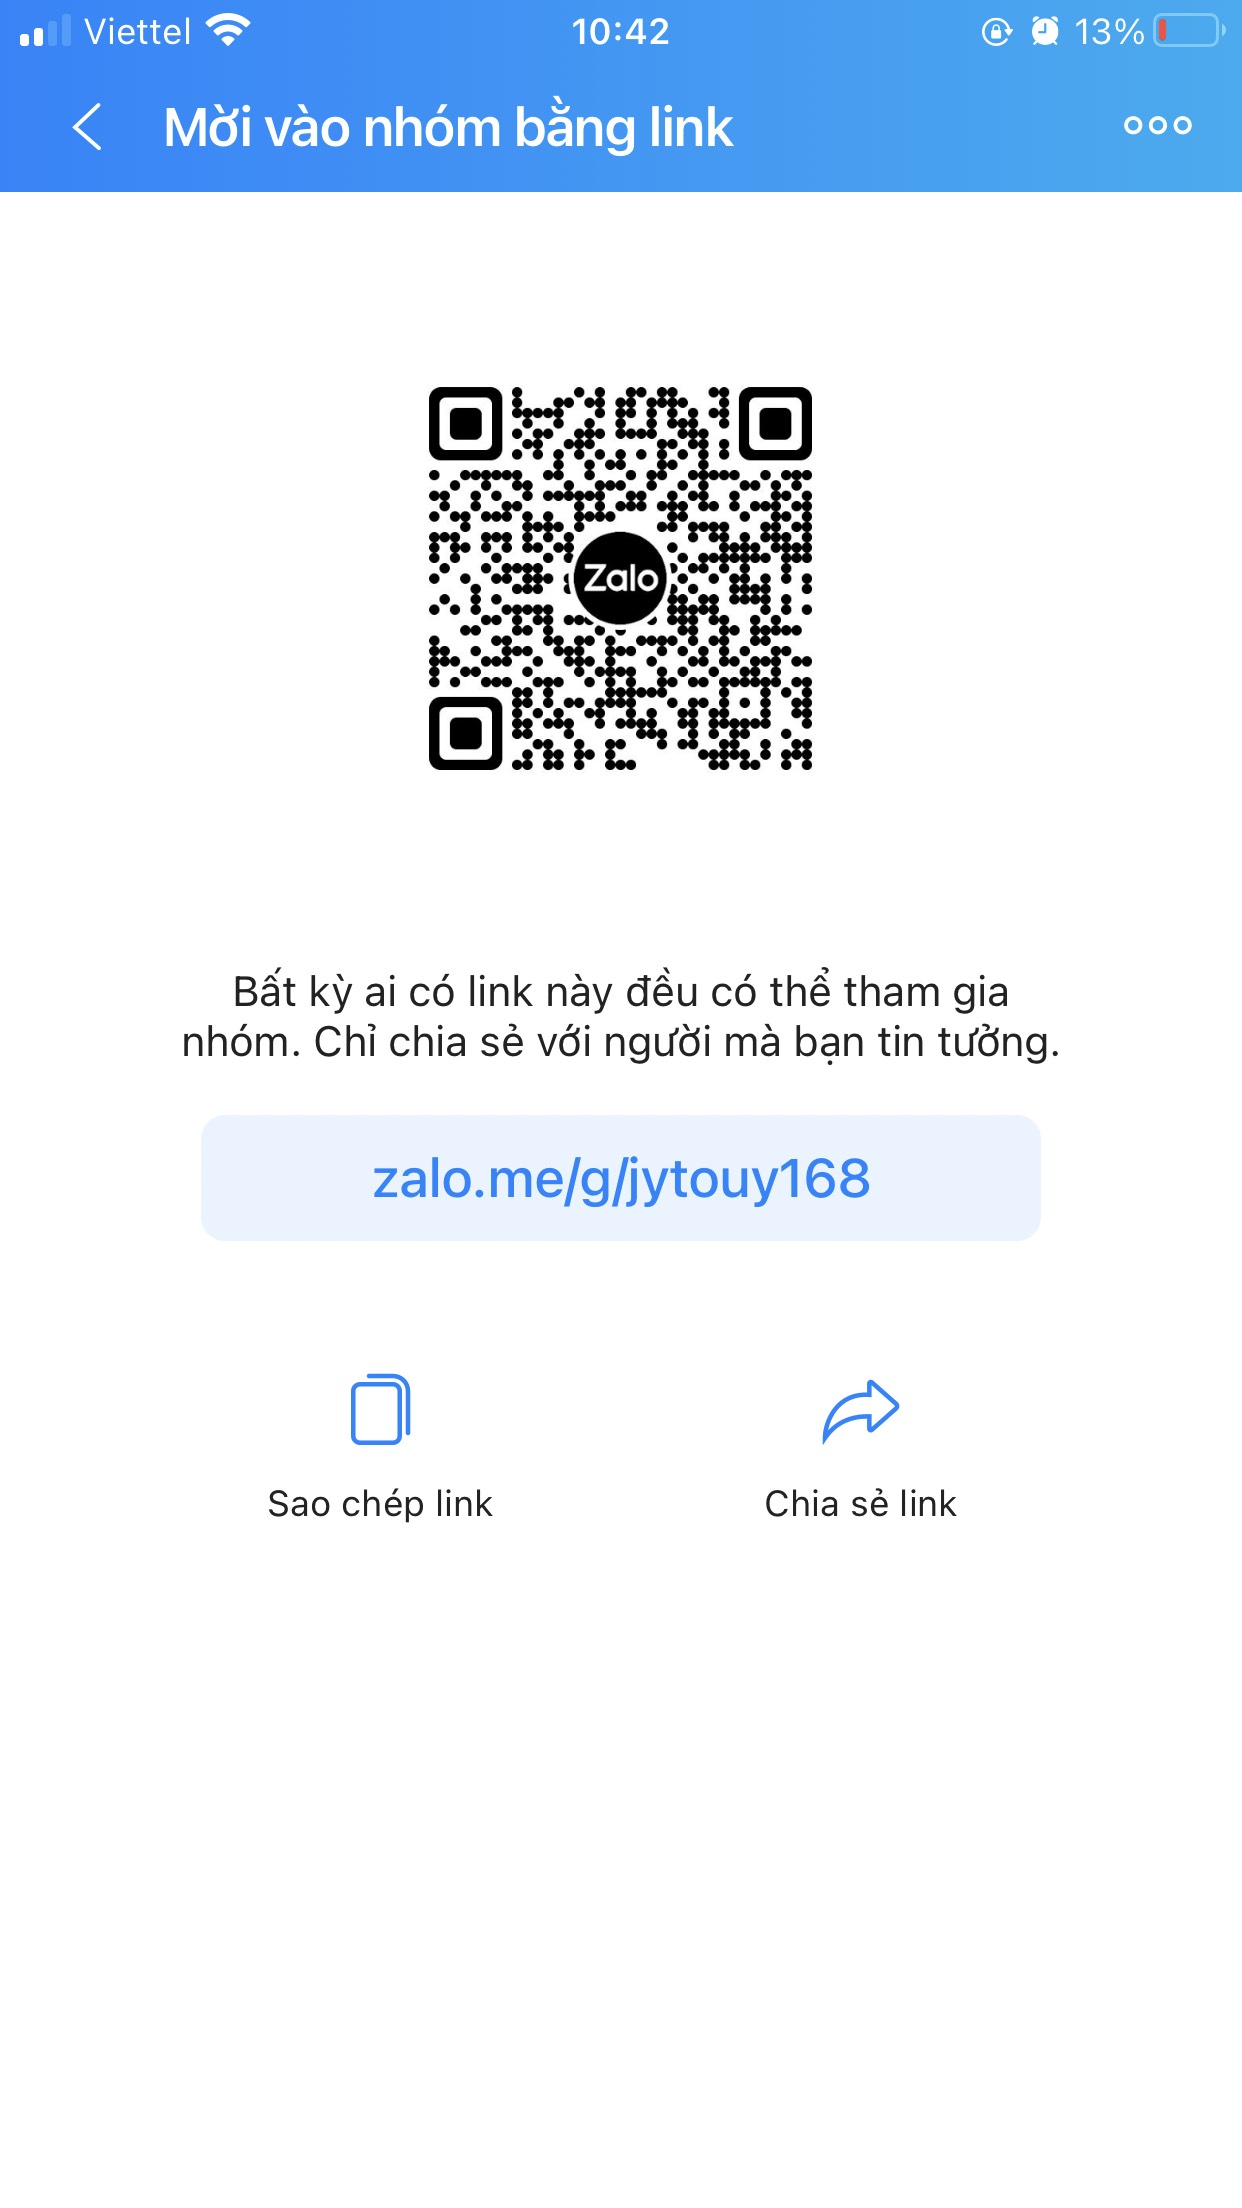 Viettel 10:42 13%
Mời vào nhóm bằng link
Zalo
Bất kỳ ai có link này đều có thể tham gia
nhóm. Chỉ chia sẻ với người mà bạn tin tưởng.
zalo.me/g/jytouy168
Sao chép link Chia sẻ link